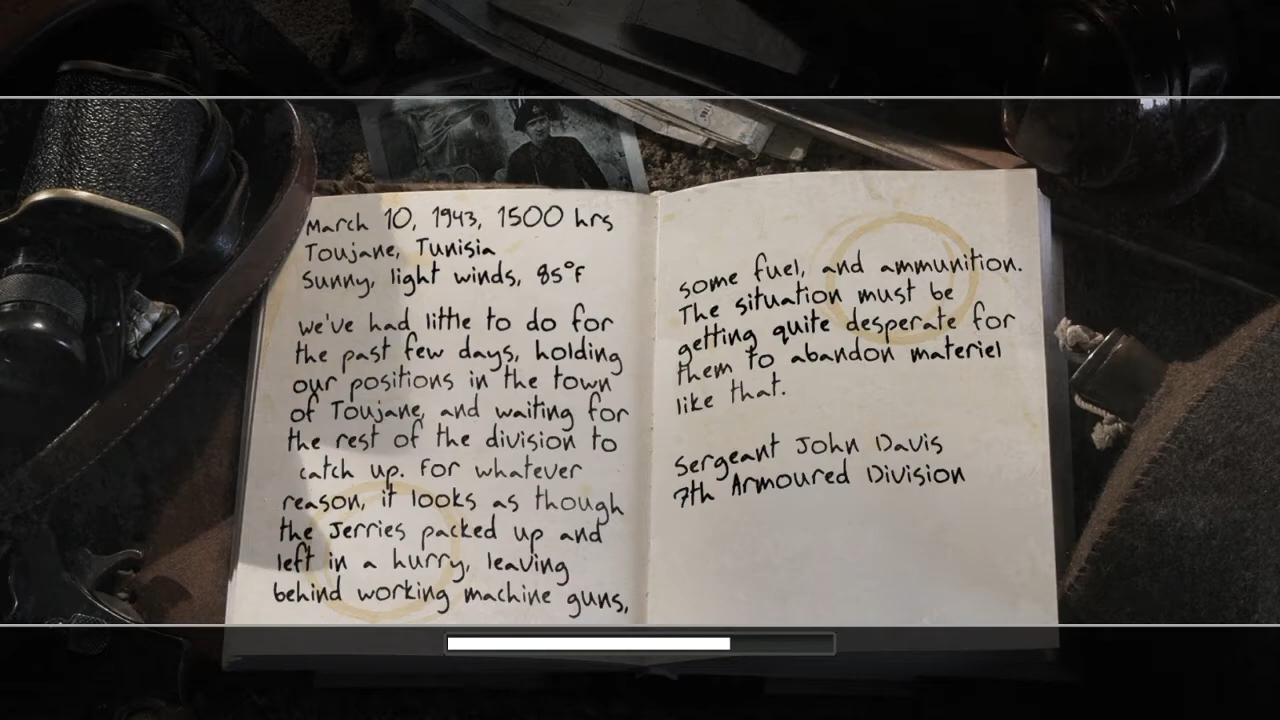 March 10, 1943, 1500 hrs
Toujane, Tunisia
Sunny, light winds, 85°F
we've had little to do for
the past few days, holding
our positions in the town
of Toujane, and waiting for
the rest of the division to
catch up. For whatever
reason, it looks as though
the Jerries packed up and
left in a hurry, leaving
behind working machine guns,
some fuel, and ammunition.
The situation must be
getting quite desperate for
them to abandon materiel
like that.
Sergeant John Davis
7th Armoured Division